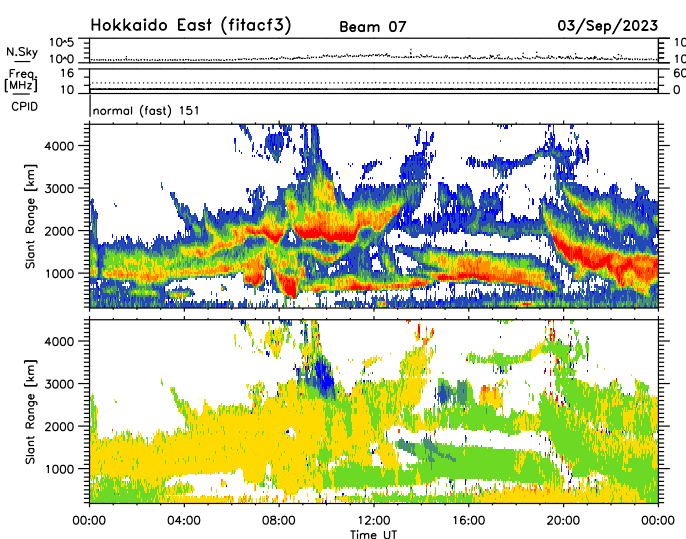 Hokkaido East (fitacf3) Beam 07 03/Sep/2023
N.Sky 10^5 10^0 10 10
Freq. [MHz] 16 10 60 0
CPID normal (fast) 151
Slant Range [km] 4000 3000 2000 1000
Slant Range [km] 4000 3000 2000 1000
00:00 04:00 08:00 12:00 16:00 20:00 00:00
Time UT